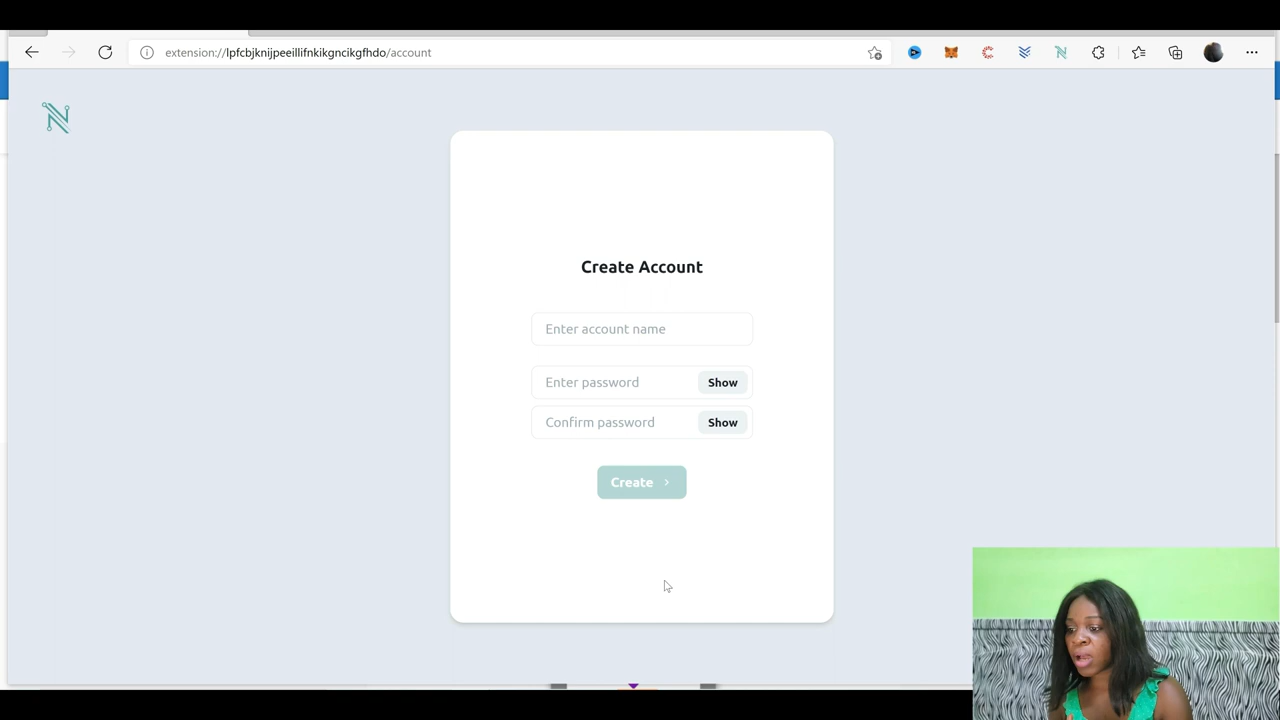 extension://lpfcbjknijpeeillifnkikgncikgfhdo/account
Create Account
Enter account name
Enter password
Show
Confirm password
Show
Create